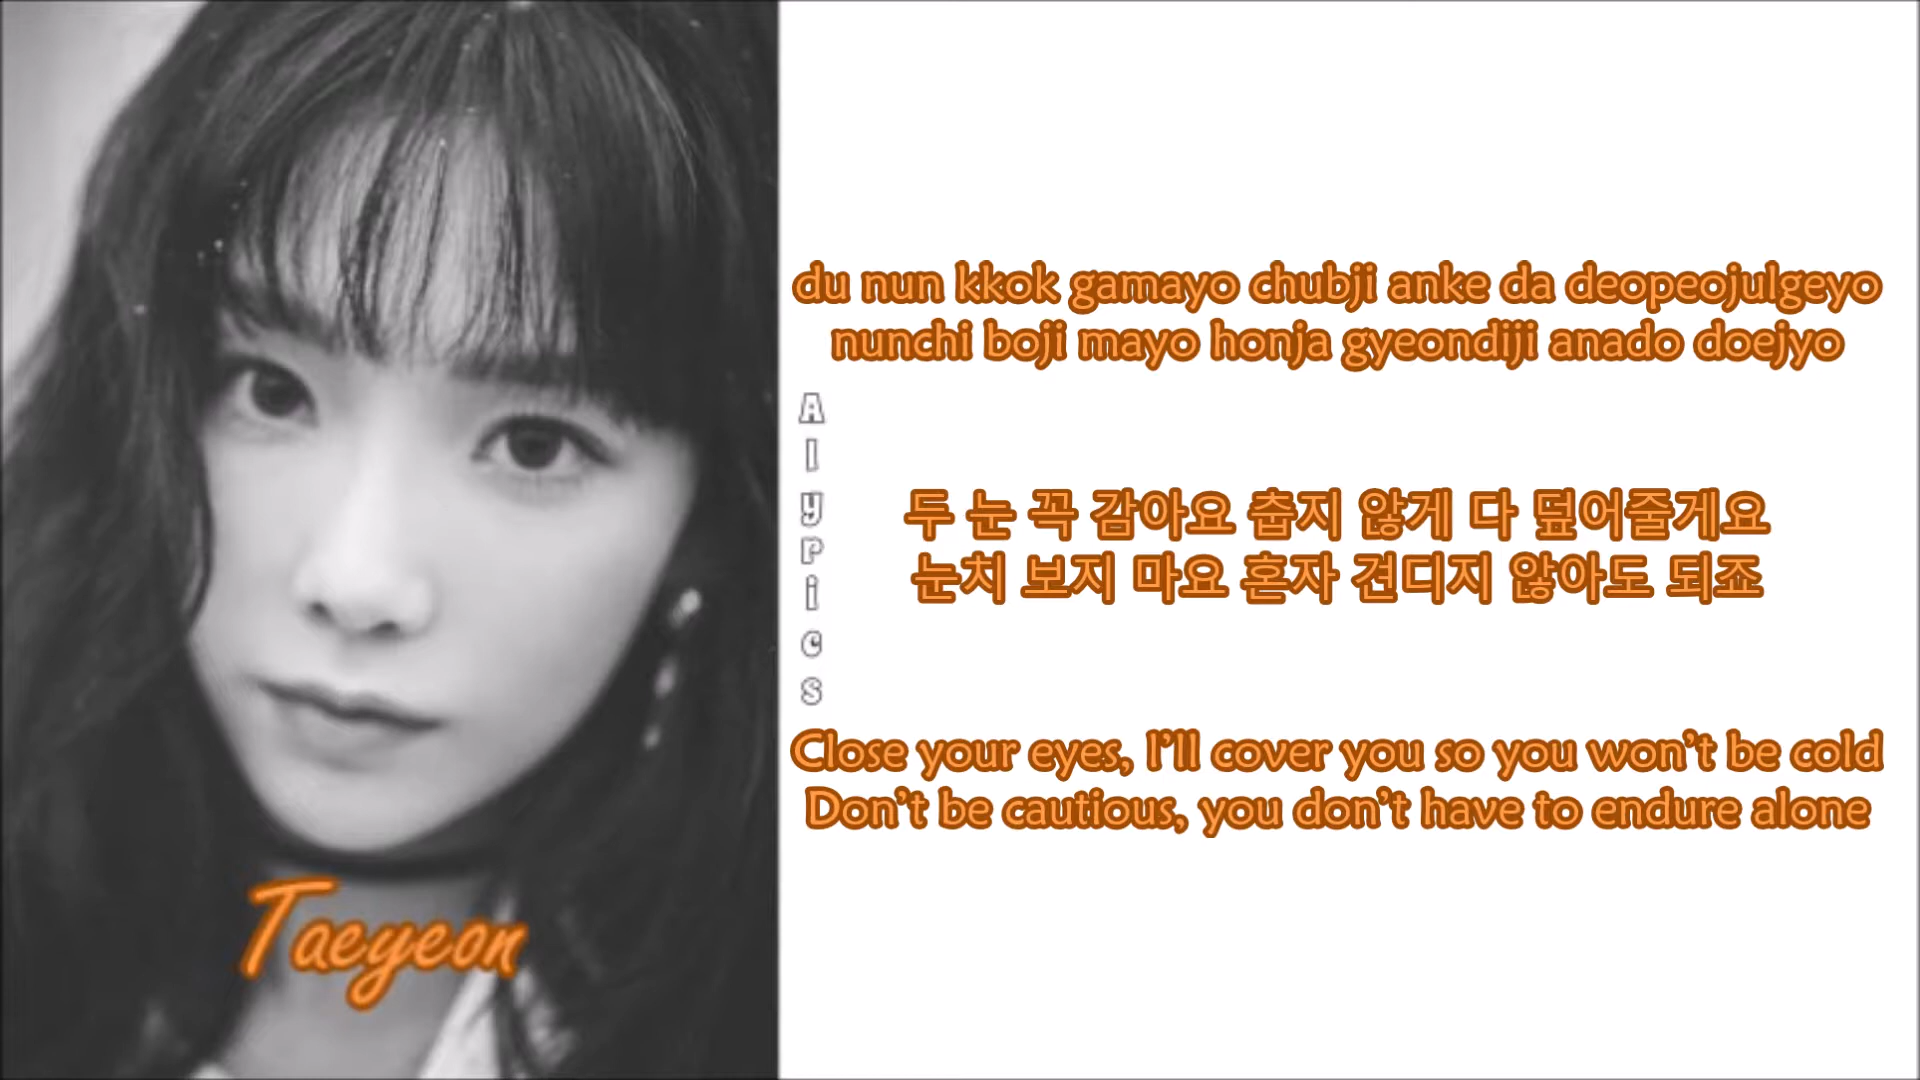 du nun kkok gamayo chubji anke da deopeojulgeyo
nunchi boji mayo honja gyeondiji anado doejyo
AlyPics
두 눈 꼭 감아요 춥지 않게 다 덮어줄게요
눈치 보지 마요 혼자 견디지 않아도 되죠
Close your eyes, I'll cover you so you won't be cold
Don't be cautious, you don't have to endure alone
Taeyeon